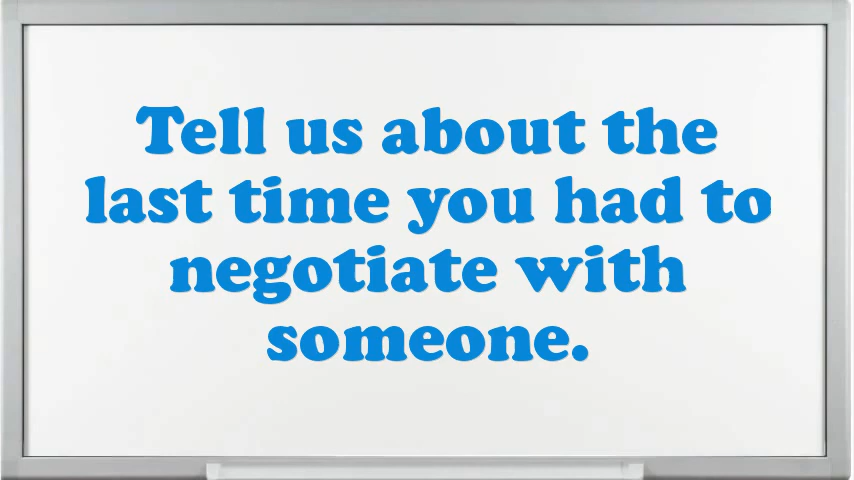 Tell us about the
last time you had to
negotiate with
someone.